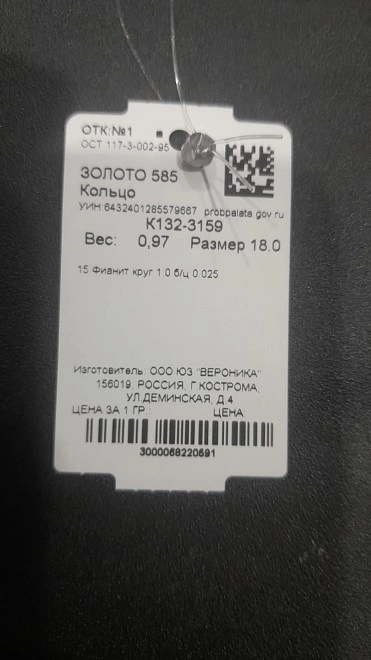 ОТК:№1
ОСТ 117-3-002-95
ЗОЛОТО 585
Кольцо
УИН:6432401285579667 probpalata.gov.ru
К132-3159
Вес: 0,97 Размер 18.0
15 Фианит круг 1.0 б/ц 0.025
Изготовитель: ООО ЮЗ "ВЕРОНИКА"
156019, РОССИЯ, Г.КОСТРОМА,
УЛ.ДЕМИНСКАЯ, Д.4
ЦЕНА ЗА 1 ГР.: ЦЕНА:
3000068220591